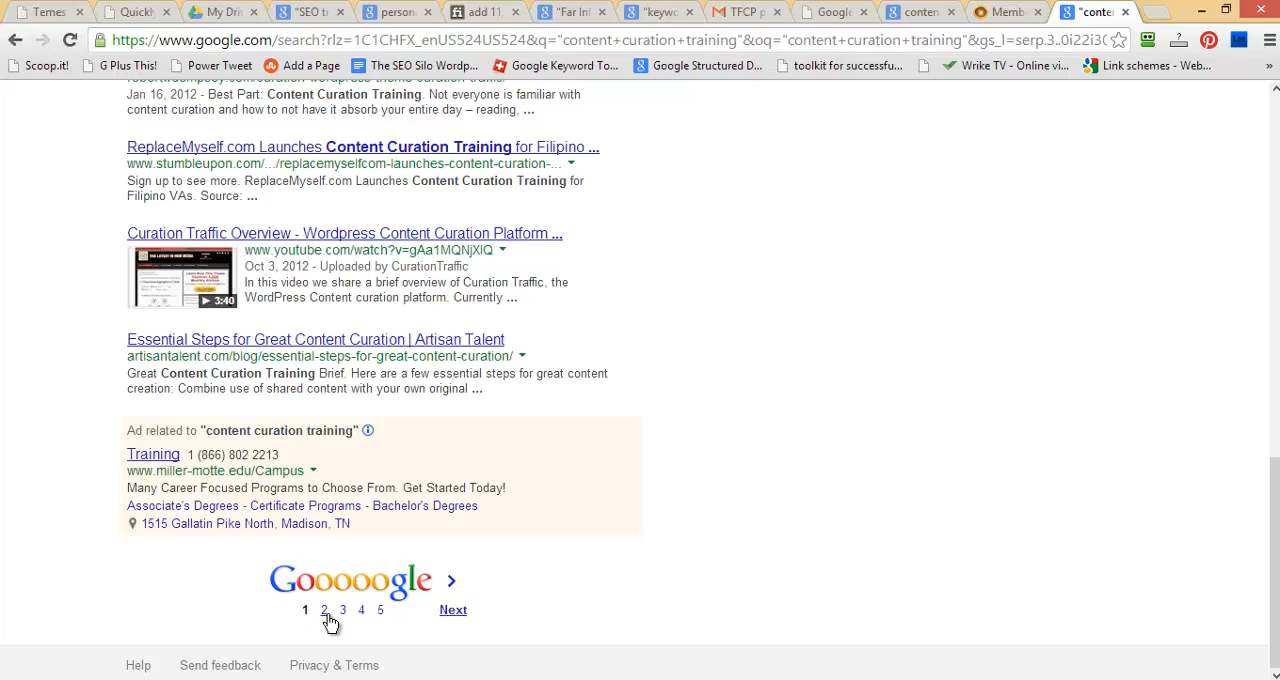 Temes
Quickly
My Dri
"SEO t
person
add 11
"Far In
"keyw
TFCP p
Google
conten
Memb
"conte
https://www.google.com/search?rlz=1C1CHFX_enUS524US524&q="content+curation+training"&oq="content+curation+training"&gs_l=serp.3..0i22i30
Scoop.it!
G Plus This!
Power Tweet
Add a Page
The SEO Silo Wordp...
Google Keyword To...
Google Structured D...
toolkit for successfu...
Wrike TV - Online vi...
Link schemes - Web...
»
Jan 16, 2012 - Best Part: Content Curation Training. Not everyone is familiar with
content curation and how to not have it absorb your entire day – reading, ...
ReplaceMyself.com Launches Content Curation Training for Filipino ...
www.stumbleupon.com/.../replacemyselfcom-launches-content-curation-...
Sign up to see more. ReplaceMyself.com Launches Content Curation Training for
Filipino VAs. Source: ...
Curation Traffic Overview - Wordpress Content Curation Platform ...
www.youtube.com/watch?v=gAa1MQNjXIQ
Oct 3, 2012 - Uploaded by CurationTraffic
In this video we share a brief overview of Curation Traffic, the
WordPress Content curation platform. Currently ...
3:40
Essential Steps for Great Content Curation | Artisan Talent
artisantalent.com/blog/essential-steps-for-great-content-curation/
Great Content Curation Training Brief. Here are a few essential steps for great content
creation: Combine use of shared content with your own original ...
Ad related to "content curation training"
Training 1 (866) 802 2213
www.miller-motte.edu/Campus
Many Career Focused Programs to Choose From. Get Started Today!
Associate's Degrees - Certificate Programs - Bachelor's Degrees
1515 Gallatin Pike North, Madison, TN
Gooooogle >
1 2 3 4 5 Next
Help Send feedback Privacy & Terms